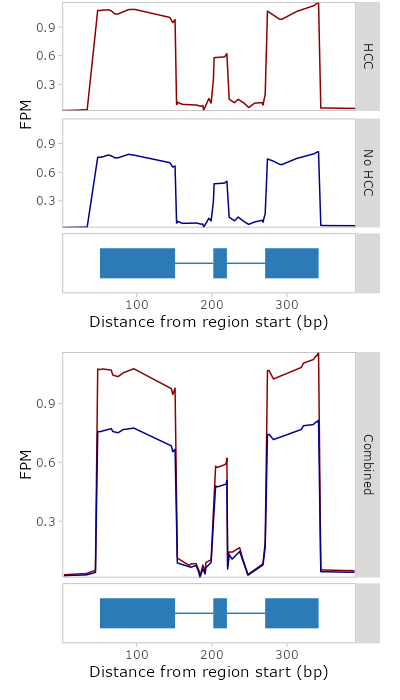 0.9
0.6
0.3
HCC
FPM
0.9
0.6
0.3
No HCC
100 200 300
Distance from region start (bp)
0.9
0.6
0.3
FPM
Combined
100 200 300
Distance from region start (bp)